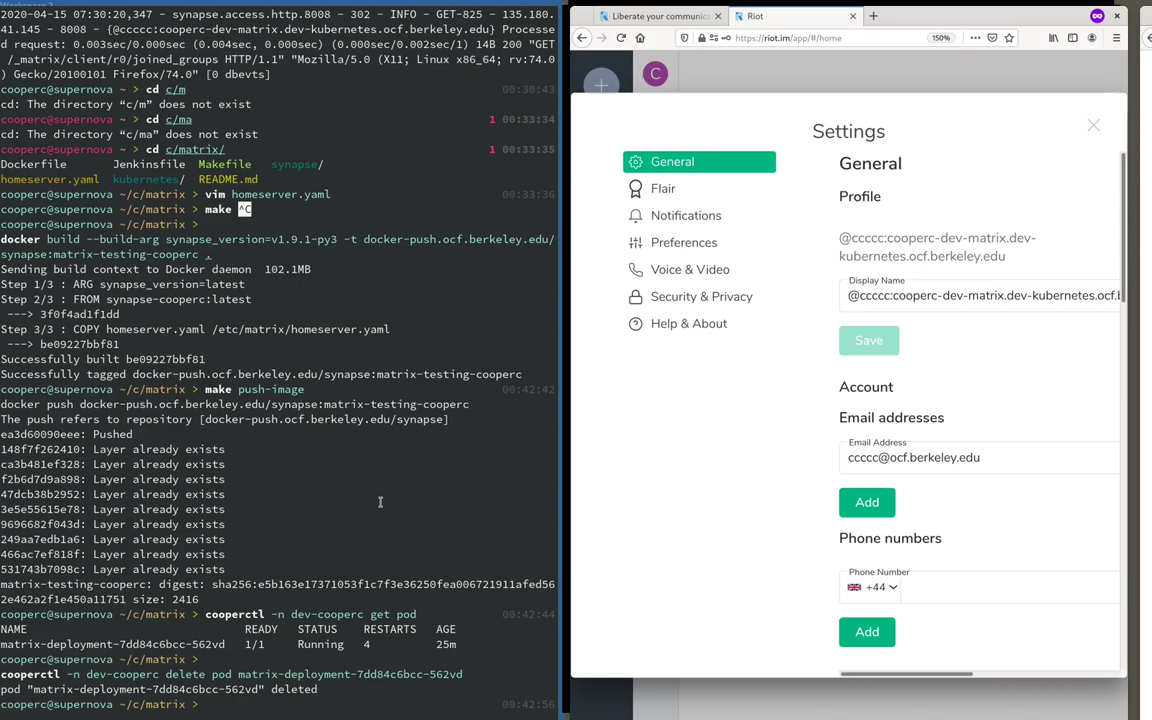 2020-04-15 07:30:20,347 - synapse.access.http.8008 - 302 - INFO - GET-825 - 135.180.
41.145 - 8008 - {@ccccc:cooperc-dev-matrix.dev-kubernetes.ocf.berkeley.edu} Processe
d request: 0.003sec/0.000sec (0.004sec, 0.000sec) (0.000sec/0.002sec/1) 14B 200 "GET
 /_matrix/client/r0/joined_groups HTTP/1.1" "Mozilla/5.0 (X11; Linux x86_64; rv:74.0
) Gecko/20100101 Firefox/74.0" [0 dbevts]
cooperc@supernova ~ > cd c/m 00:30:43
cd: The directory “c/m” does not exist
cooperc@supernova ~ > cd c/ma 1 00:33:34
cd: The directory “c/ma” does not exist
cooperc@supernova ~ > cd c/matrix/ 1 00:33:35
Dockerfile Jenkinsfile Makefile synapse/
homeserver.yaml kubernetes/ README.md
cooperc@supernova ~/c/matrix > vim homeserver.yaml 00:33:36
cooperc@supernova ~/c/matrix > make ^C
cooperc@supernova ~/c/matrix >
docker build --build-arg synapse_version=v1.9.1-py3 -t docker-push.ocf.berkeley.edu/
synapse:matrix-testing-cooperc .
Sending build context to Docker daemon 102.1MB
Step 1/3 : ARG synapse_version=latest
Step 2/3 : FROM synapse-cooperc:latest
 ---> 3f0f4ad1f1dd
Step 3/3 : COPY homeserver.yaml /etc/matrix/homeserver.yaml
 ---> be09227bbf81
Successfully built be09227bbf81
Successfully tagged docker-push.ocf.berkeley.edu/synapse:matrix-testing-cooperc
cooperc@supernova ~/c/matrix > make push-image 00:42:42
docker push docker-push.ocf.berkeley.edu/synapse:matrix-testing-cooperc
The push refers to repository [docker-push.ocf.berkeley.edu/synapse]
ea3d60090eee: Pushed
148f7f262410: Layer already exists
ca3b481ef328: Layer already exists
f2b6d7d9a898: Layer already exists
47dcb38b2952: Layer already exists
3e5e55615e78: Layer already exists
9696682f043d: Layer already exists
249aa7edb1a6: Layer already exists
466ac7ef818f: Layer already exists
531743b7098c: Layer already exists
matrix-testing-cooperc: digest: sha256:e5b163e17371053f1c7f3e36250fea006721911afed56
2e462a2f1e450a11751 size: 2416
cooperc@supernova ~/c/matrix > cooperctl -n dev-cooperc get pod 00:42:44
NAME READY STATUS RESTARTS AGE
matrix-deployment-7dd84c6bcc-562vd 1/1 Running 4 25m
cooperc@supernova ~/c/matrix >
cooperctl -n dev-cooperc delete pod matrix-deployment-7dd84c6bcc-562vd
pod "matrix-deployment-7dd84c6bcc-562vd" deleted
cooperc@supernova ~/c/matrix > 00:42:56
Liberate your communica
Riot
https://riot.im/app/#/home
150%
C
Settings
General
Flair
Notifications
Preferences
Voice & Video
Security & Privacy
Help & About
General
Profile
@ccccc:cooperc-dev-matrix.dev-
kubernetes.ocf.berkeley.edu
Display Name
@ccccc:cooperc-dev-matrix.dev-kubernetes.ocf.b
Save
Account
Email addresses
Email Address
ccccc@ocf.berkeley.edu
Add
Phone numbers
Phone Number
+44
Add